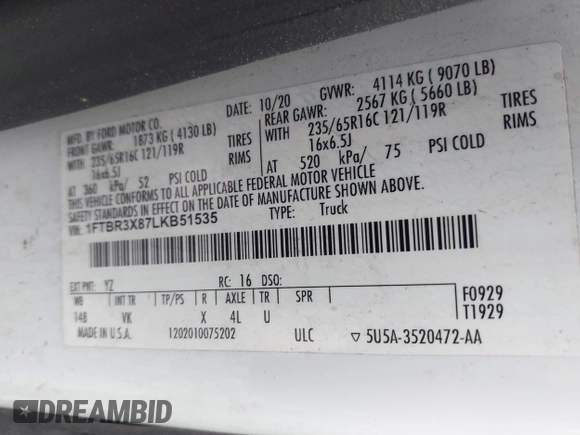 MFD. BY FORD MOTOR CO.
DATE: 10/20 GVWR: 4114 KG ( 9070 LB)
FRONT GAWR: 1873 KG ( 4130 LB)
REAR GAWR: 2567 KG ( 5660 LB)
WITH 235/65R16C 121/119R TIRES
WITH 235/65R16C 121/119R TIRES
16x6.5J RIMS
16x6.5J RIMS
AT 360 kPa/ 52 PSI COLD
AT 520 kPa/ 75 PSI COLD
THIS VEHICLE CONFORMS TO ALL APPLICABLE FEDERAL MOTOR VEHICLE
SAFETY STANDARDS IN EFFECT ON THE DATE OF MANUFACTURE SHOWN ABOVE.
VIN: 1FTBR3X87LKB51535 TYPE: Truck
EXT PNT: YZ RC: 16 DSO:
WB INT TR TP/PS R AXLE TR SPR
148 VK X 4L U
F0929
T1929
MADE IN U.S.A. 1202010075202 ULC ▽ 5U5A-3520472-AA
DREAMBID